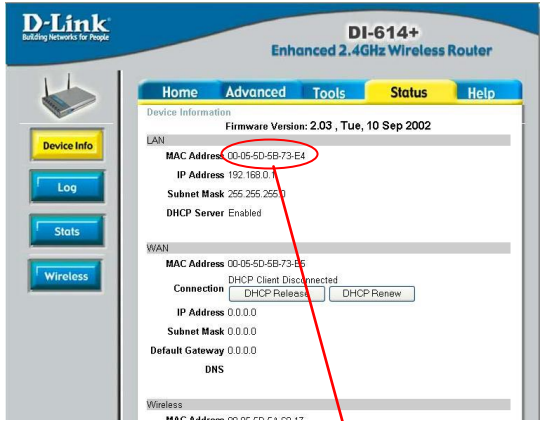 D-Link
Building Networks for People
DI-614+
Enhanced 2.4GHz Wireless Router
Home Advanced Tools Status Help
Device Information
Firmware Version: 2.03 , Tue, 10 Sep 2002
Device Info
Log
Stats
Wireless
LAN
MAC Address 00-05-5D-5B-73-E4
IP Address 192.168.0.1
Subnet Mask 255.255.255.0
DHCP Server Enabled
WAN
MAC Address 00-05-5D-5B-73-E5
DHCP Client Disconnected
Connection DHCP Release DHCP Renew
IP Address 0.0.0.0
Subnet Mask 0.0.0.0
Default Gateway 0.0.0.0
DNS
Wireless
MAC Address